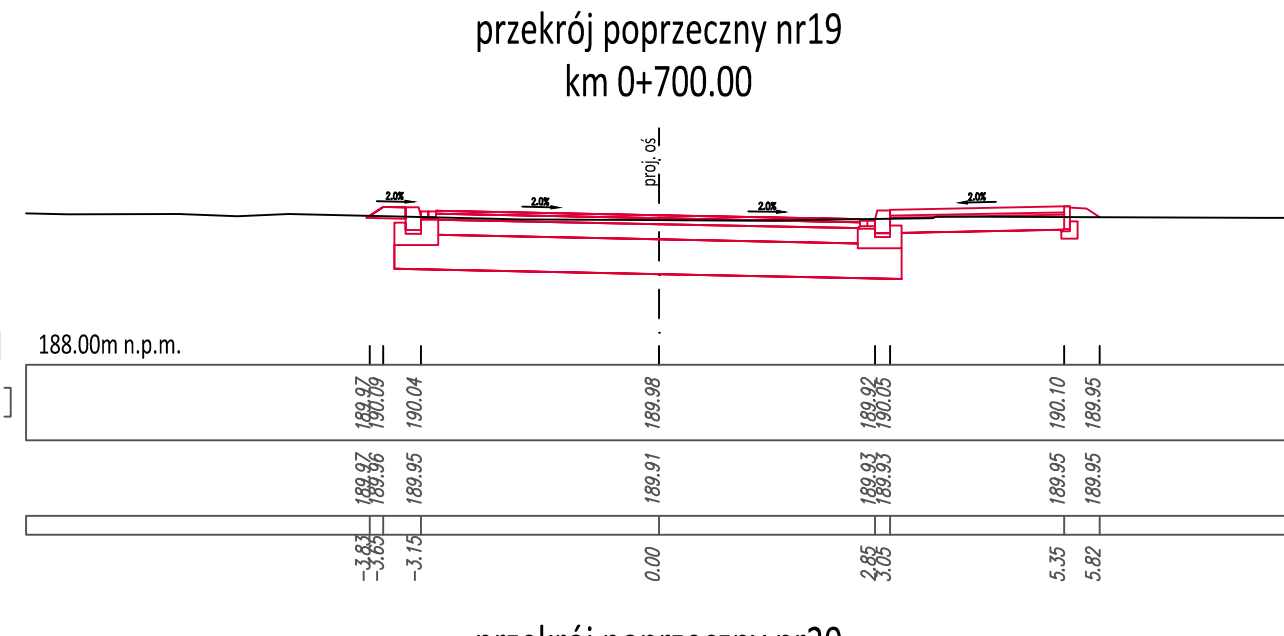 przekrój poprzeczny nr19
km 0+700.00
proj. oś
2.0% 2.0% 2.0% 2.0%
188.00m n.p.m.
189.97 190.09 190.04 189.98 189.92 190.05 190.10 189.95
189.97 189.96 189.95 189.91 189.93 189.93 189.95 189.95
-3.83 -3.65 -3.15 0.00 2.85 3.05 5.35 5.82
przekrój poprzeczny nr20